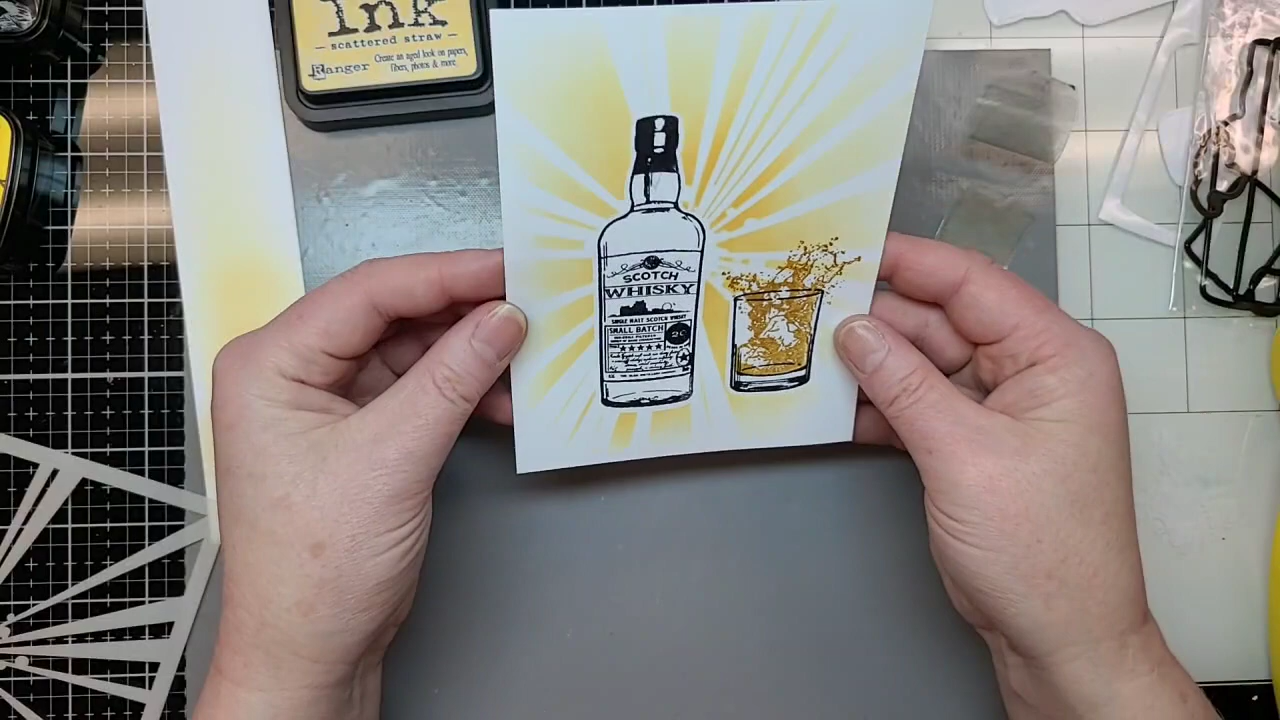 Ink
– scattered straw –
Ranger
Create an aged look on papers,
fibers, photos & more.
SCOTCH
WHISKY
SINGLE MALT SCOTCH WHISKY
SMALL BATCH